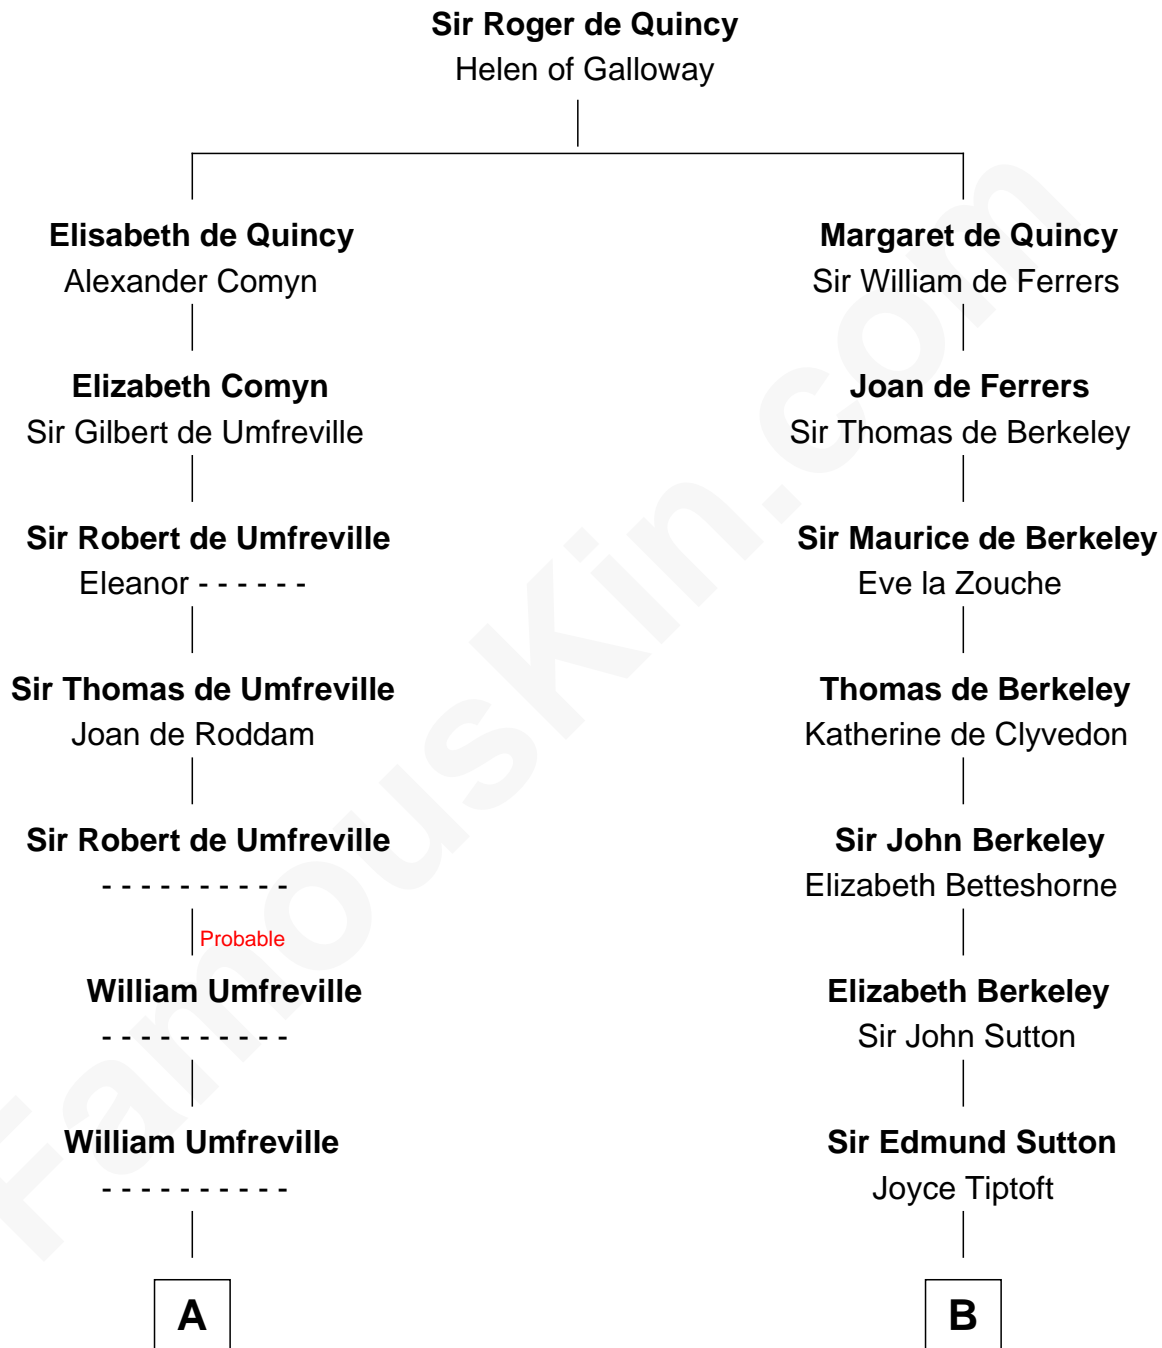 Sir Roger de Quincy
Helen of Galloway
Elisabeth de Quincy
Alexander Comyn
Margaret de Quincy
Sir William de Ferrers
Elizabeth Comyn
Sir Gilbert de Umfreville
Joan de Ferrers
Sir Thomas de Berkeley
Sir Robert de Umfreville
Eleanor - - - - - -
Sir Maurice de Berkeley
Eve la Zouche
Sir Thomas de Umfreville
Joan de Roddam
Thomas de Berkeley
Katherine de Clyvedon
Sir Robert de Umfreville
- - - - - - - - - -
Probable
Sir John Berkeley
Elizabeth Betteshorne
William Umfreville
- - - - - - - - - -
Elizabeth Berkeley
Sir John Sutton
William Umfreville
- - - - - - - - - -
Sir Edmund Sutton
Joyce Tiptoft
A
B
FamousKin.com